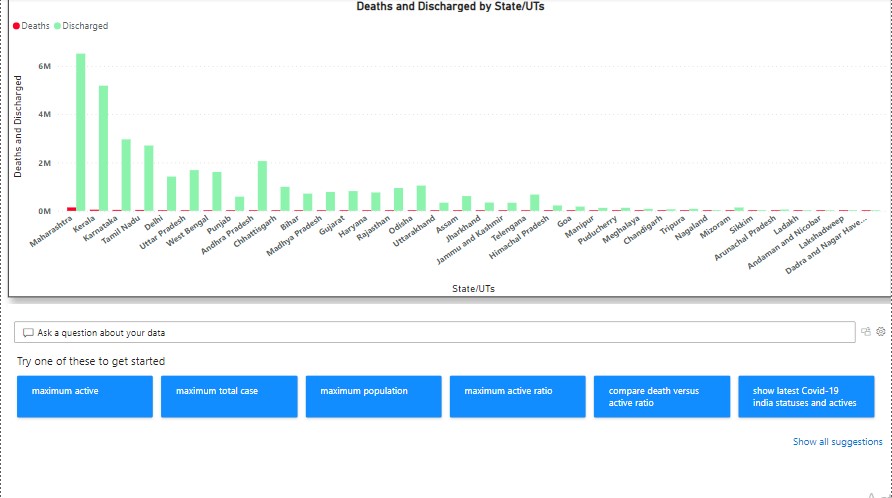 Deaths and Discharged by State/UTs
Deaths Discharged
Deaths and Discharged
6M
4M
2M
0M
Maharashtra
Kerala
Karnataka
Tamil Nadu
Delhi
Uttar Pradesh
West Bengal
Punjab
Andhra Pradesh
Chhattisgarh
Bihar
Madhya Pradesh
Gujarat
Haryana
Rajasthan
Odisha
Uttarakhand
Assam
Jharkhand
Jammu and Kashmir
Telengana
Himachal Pradesh
Goa
Manipur
Puducherry
Meghalaya
Chandigarh
Tripura
Nagaland
Mizoram
Sikkim
Arunachal Pradesh
Ladakh
Andaman and Nicobar
Lakshadweep
Dadra and Nagar Have...
State/UTs
Ask a question about your data
Try one of these to get started
maximum active
maximum total case
maximum population
maximum active ratio
compare death versus
active ratio
show latest Covid-19
india statuses and actives
Show all suggestions